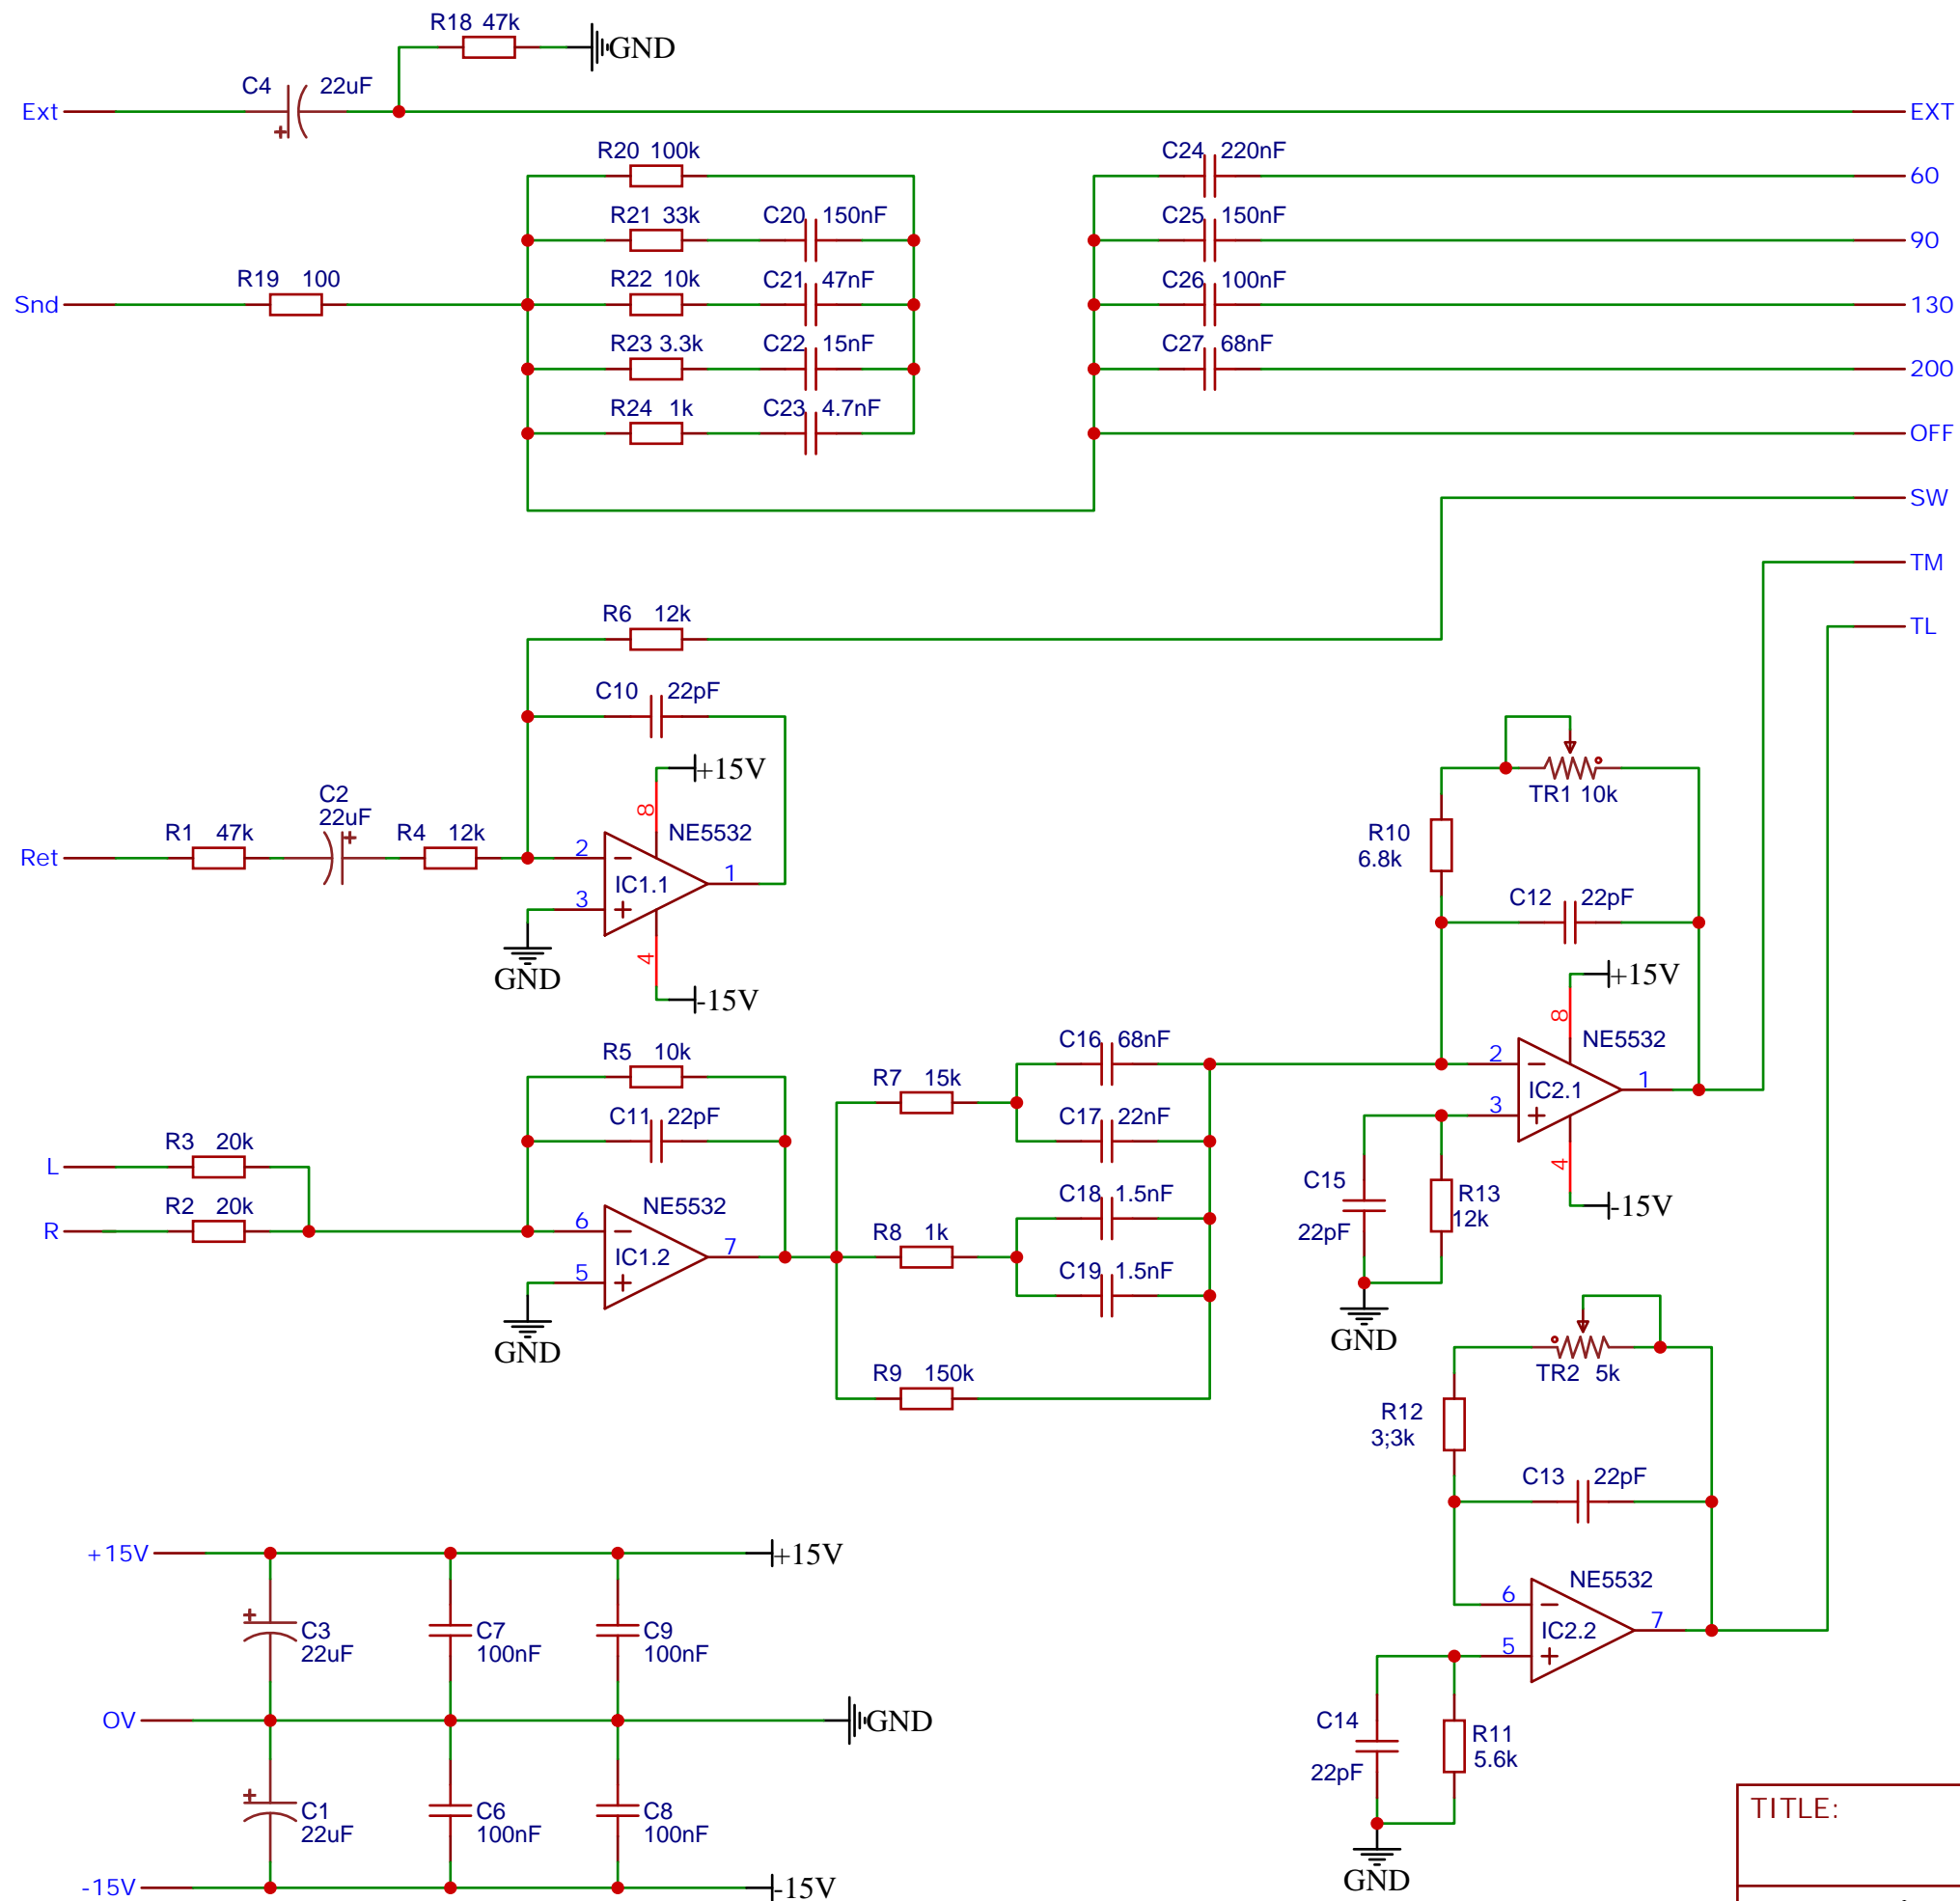 R18 47k
GND
C4 22uF
Ext
EXT
R20 100k
C24 220nF
60
R21 33k
C20 150nF
C25 150nF
90
R19 100
R22 10k
C21 47nF
C26 100nF
Snd
130
R23 3.3k
C22 15nF
C27 68nF
200
R24 1k
C23 4.7nF
OFF
SW
TM
R6 12k
TL
C10 22pF
+15V
TR1 10k
C2
22uF
8
R1 47k
R4 12k
NE5532
R10
6.8k
Ret
2
1
IC1.1
3
C12 22pF
4
GND
-15V
+15V
8
R5 10k
C16 68nF
NE5532
R7 15k
2
1
IC2.1
3
C11 22pF
C17 22nF
R3 20k
L
4
C15
22pF
R13
12k
C18 1.5nF
-15V
R2 20k
NE5532
R
6
R8 1k
7
IC1.2
5
C19 1.5nF
GND
GND
R9 150k
TR2 5k
R12
3;3k
C13 22pF
+15V
+15V
NE5532
6
C3
22uF
C7
100nF
C9
100nF
7
IC2.2
5
OV
GND
C14
22pF
R11
5.6k
C1
22uF
C6
100nF
C8
100nF
TITLE:
GND
-15V
-15V